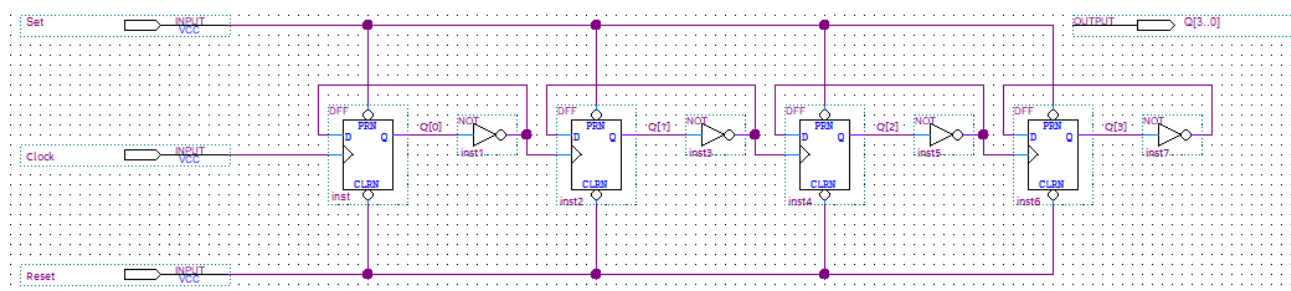 Set INPUT VCC
OUTPUT Q[3..0]
DFF DFF DFF DFF
PRN Q[0] NOT PRN Q[1] NOT PRN Q[2] NOT PRN Q[3] NOT
D Q D Q D Q D Q
Clock INPUT VCC
inst1 inst3 inst5 inst7
CLRN CLRN CLRN CLRN
inst inst2 inst4 inst6
Reset INPUT VCC